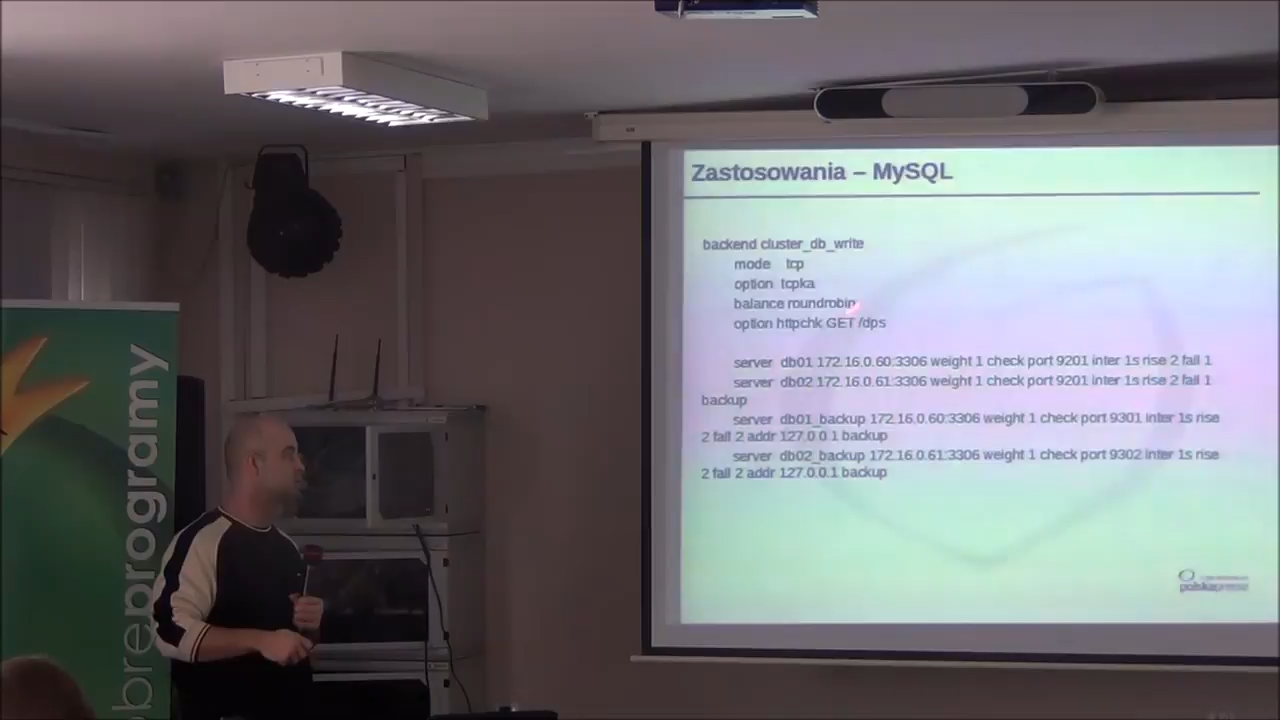 Zastosowania – MySQL
backend cluster_db_write
mode tcp
option tcpka
balance roundrobin
option httpchk GET /dps
server db01 172.16.0.60:3306 weight 1 check port 9201 inter 1s rise 2 fall 1
server db02 172.16.0.61:3306 weight 1 check port 9201 inter 1s rise 2 fall 1
backup
server db01_backup 172.16.0.60:3306 weight 1 check port 9301 inter 1s rise
2 fall 2 addr 127.0.0.1 backup
server db02_backup 172.16.0.61:3306 weight 1 check port 9302 inter 1s rise
2 fall 2 addr 127.0.0.1 backup
polskapresse
obreprogramy